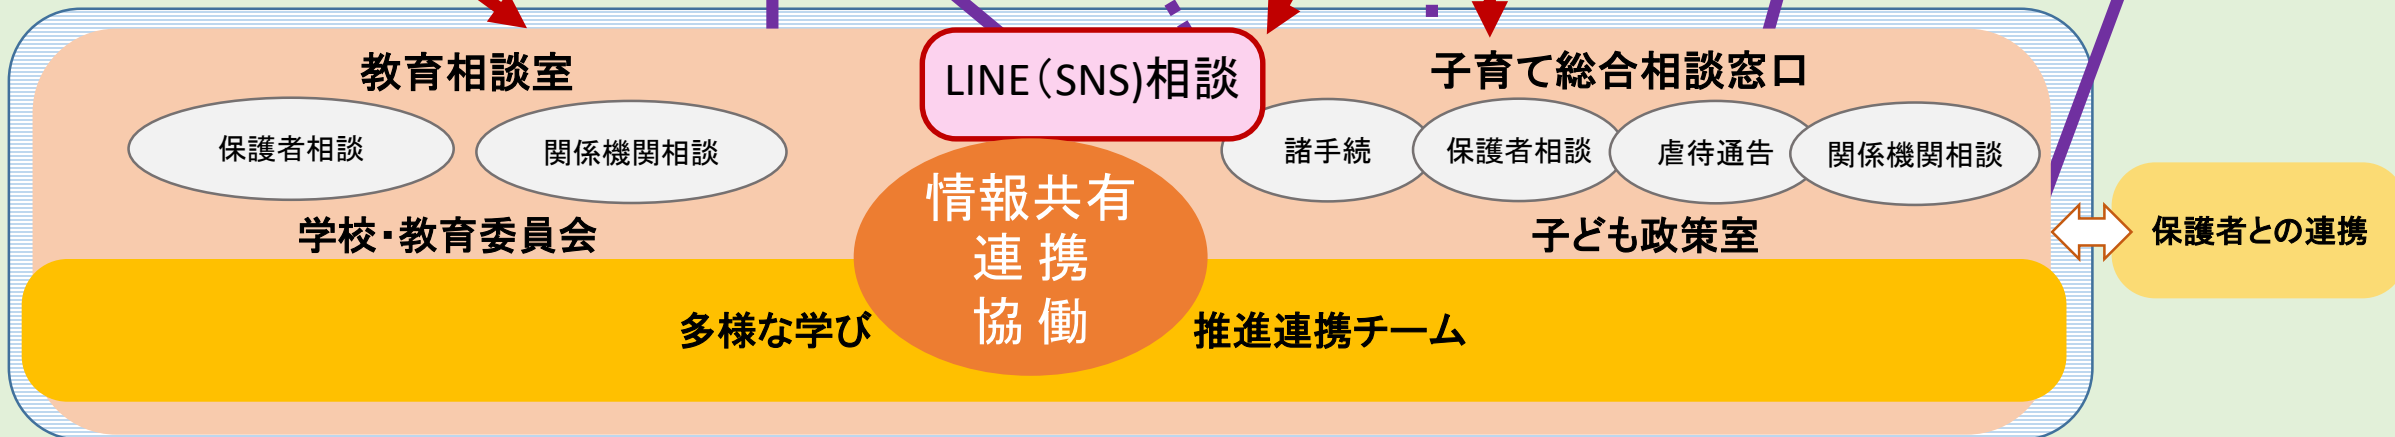 教育相談室
LINE（SNS)相談
子育て総合相談窓口
保護者相談
関係機関相談
諸手続
保護者相談
虐待通告
関係機関相談
情報共有
連 携
協 働
学校・教育委員会
子ども政策室
保護者との連携
多様な学び
推進連携チーム